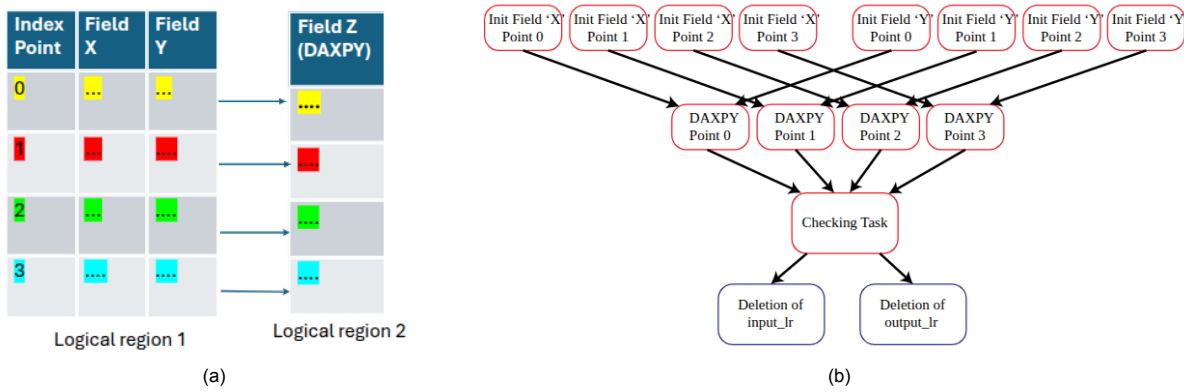 Index Point
Field X
Field Y
0
...
...
1
...
....
2
...
....
3
....
....
Logical region 1
Field Z (DAXPY)
....
....
....
....
Logical region 2
(a)
Init Field ‘X’
Point 0
Init Field ‘X’
Point 1
Init Field ‘X’
Point 2
Init Field ‘X’
Point 3
Init Field ‘Y’
Point 0
Init Field ‘Y’
Point 1
Init Field ‘Y’
Point 2
Init Field ‘Y’
Point 3
DAXPY
Point 0
DAXPY
Point 1
DAXPY
Point 2
DAXPY
Point 3
Checking Task
Deletion of
input_lr
Deletion of
output_lr
(b)